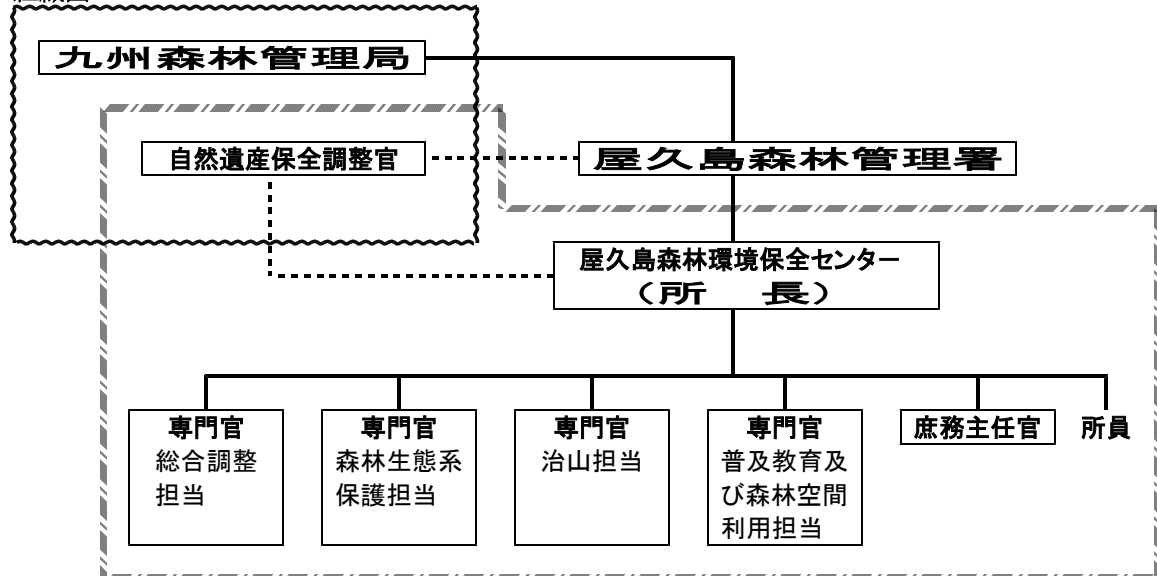 九州森林管理局
自然遺産保全調整官
屋久島森林管理署
屋久島森林環境保全センター
（所　長）
専門官
総合調整
担当
専門官
森林生態系
保護担当
専門官
治山担当
専門官
普及教育及
び森林空間
利用担当
庶務主任官
所員